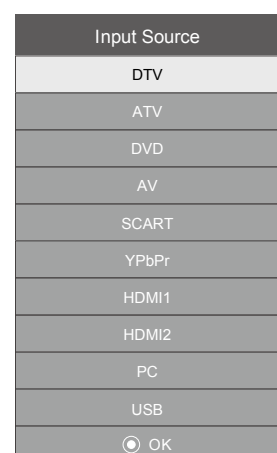 Input Source
DTV
ATV
DVD
AV
SCART
YPbPr
HDMI1
HDMI2
PC
USB
OK